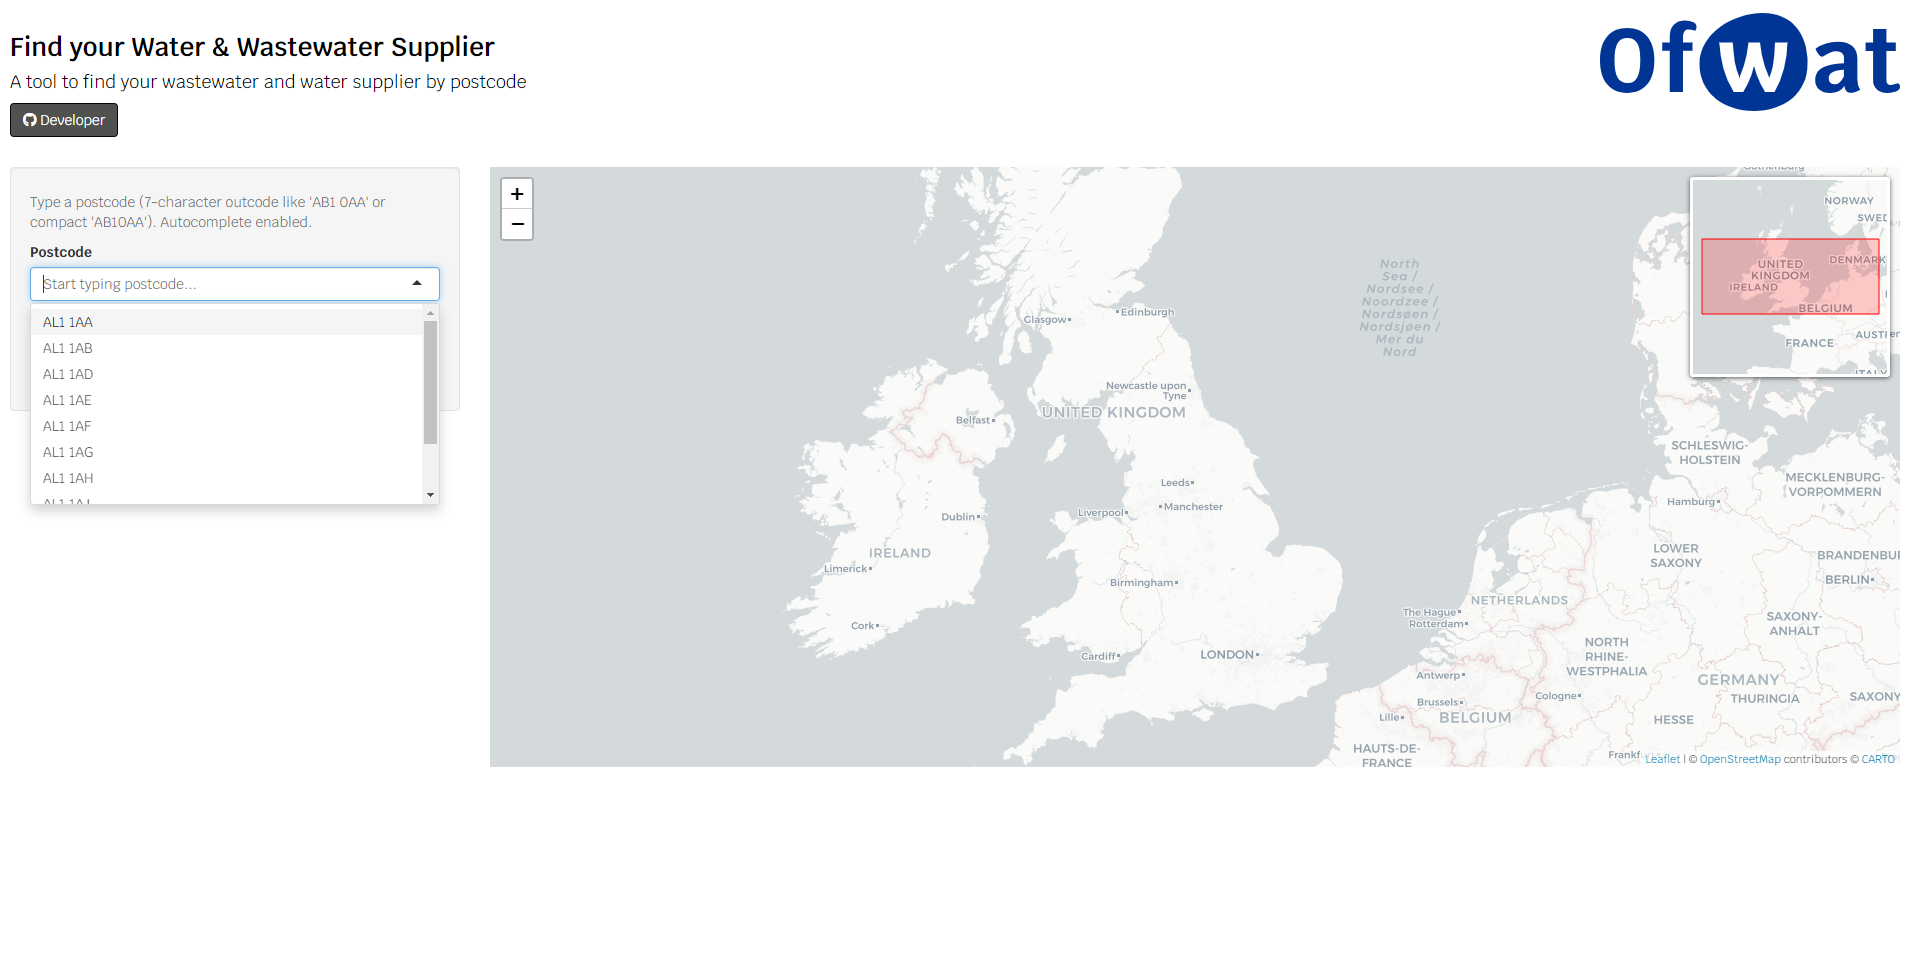 Find your Water & Wastewater Supplier
A tool to find your wastewater and water supplier by postcode
Developer
Ofwat
Type a postcode (7-character outcode like 'AB1 0AA' or
compact 'AB10AA'). Autocomplete enabled.
Postcode
Start typing postcode...
AL1 1AA
AL1 1AB
AL1 1AD
AL1 1AE
AL1 1AF
AL1 1AG
AL1 1AH
AL1 1AJ
+
−
North
Sea /
Nordsee /
Noordzee /
Nordsøen /
Nordsjøen /
Mer du
Nord
Glasgow
Edinburgh
Newcastle upon
Tyne
UNITED KINGDOM
Belfast
Leeds
Liverpool
Manchester
Dublin
IRELAND
Limerick
Birmingham
Cork
Cardiff
LONDON
Gothenburg
SCHLESWIG-
HOLSTEIN
MECKLENBURG-
VORPOMMERN
Hamburg
LOWER
SAXONY
BRANDENBU
BERLIN
NETHERLANDS
The Hague
Rotterdam
SAXONY-
ANHALT
NORTH
RHINE-
WESTPHALIA
Antwerp
GERMANY
Cologne
THURINGIA
SAXONY
Brussels
Lille
BELGIUM
HESSE
HAUTS-DE-
FRANCE
Frankf
NORWAY
SWED
UNITED
KINGDOM
DENMARK
IRELAND
BELGIUM
AUSTI
FRANCE
ITALY
Leaflet | © OpenStreetMap contributors © CARTO